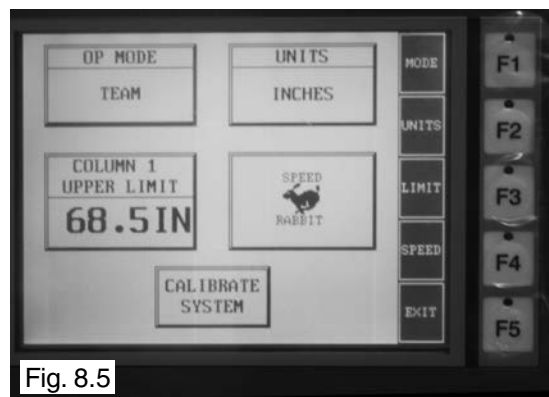 OP MODE
TEAM
UNITS
INCHES
COLUMN 1
UPPER LIMIT
68.5IN
SPEED
RABBIT
CALIBRATE
SYSTEM
MODE
UNITS
LIMIT
SPEED
EXIT
F1
F2
F3
F4
F5
Fig. 8.5